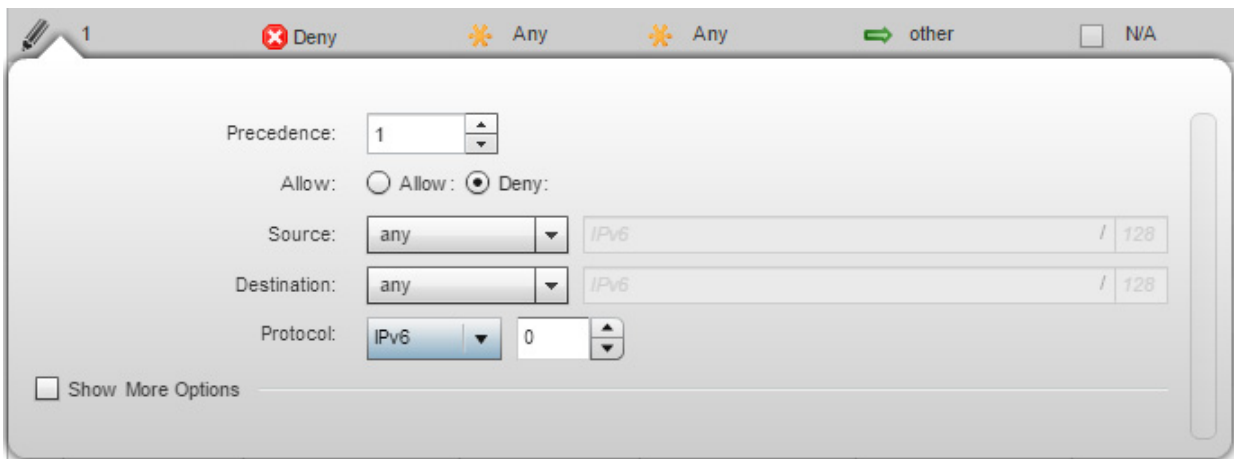 1 Deny Any Any other N/A
Precedence: 1
Allow: Allow: Deny:
Source: any IPv6 / 128
Destination: any IPv6 / 128
Protocol: IPv6 0
Show More Options